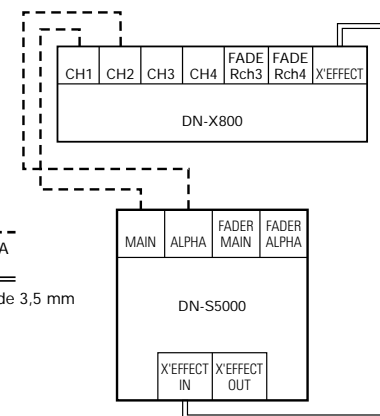 FADE FADE
CH1 CH2 CH3 CH4 Rch3 Rch4 X'EFFECT
DN-X800
A
de 3,5 mm
FADER FADER
MAIN ALPHA MAIN ALPHA
DN-S5000
X'EFFECT X'EFFECT
IN OUT